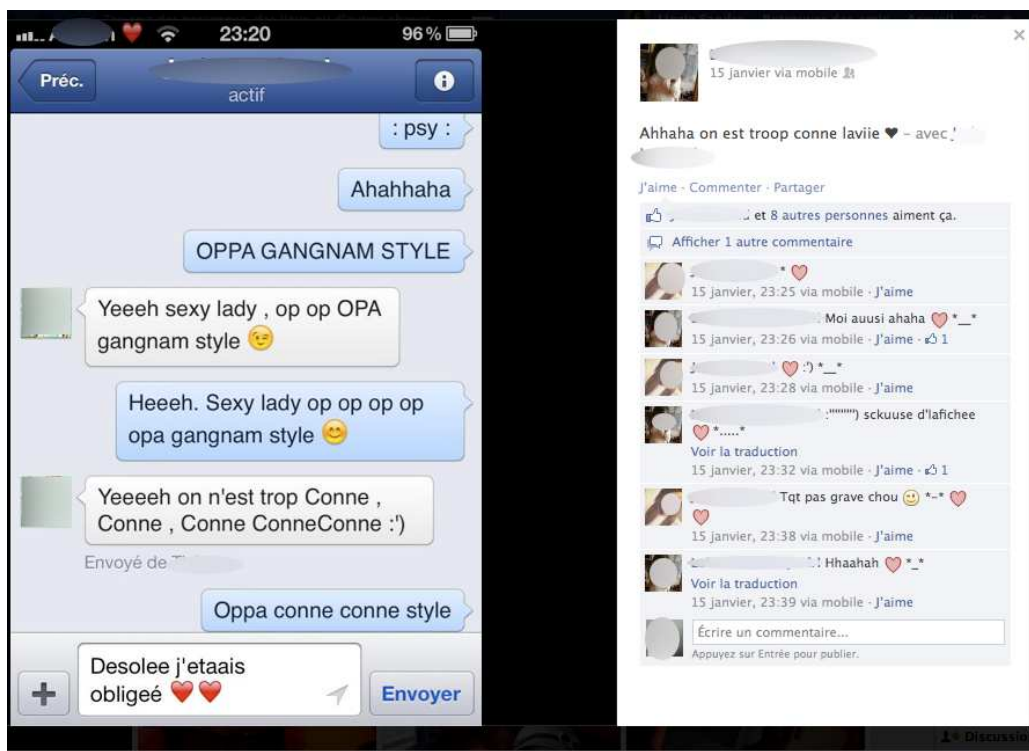 23:20
96 %
Préc.
actif
: psy :
Ahahhaha
OPPA GANGNAM STYLE
Yeeeh sexy lady , op op OPA
gangnam style 😉
Heeeh. Sexy lady op op op op
opa gangnam style 😊
Yeeeeh on n'est trop Conne ,
Conne , Conne ConneConne :')
Envoyé de
Oppa conne conne style
Desolee j'etaais
obligeé ❤️❤️
Envoyer
15 janvier via mobile
Ahhaha on est troop conne laviie ♥ – avec
J'aime · Commenter · Partager
et 8 autres personnes aiment ça.
Afficher 1 autre commentaire
* ♡
15 janvier, 23:25 via mobile · J'aime
Moi auusi ahaha ♡ *__*
15 janvier, 23:26 via mobile · J'aime · 1
♡ :') *__*
15 janvier, 23:28 via mobile · J'aime
:'''''''') sckuuse d'lafichee
♡ *.....*
Voir la traduction
15 janvier, 23:32 via mobile · J'aime · 1
Tqt pas grave chou 🙂 *-* ♡
♡
15 janvier, 23:38 via mobile · J'aime
! Hhaahah ♡ *_*
Voir la traduction
15 janvier, 23:39 via mobile · J'aime
Écrire un commentaire...
Appuyez sur Entrée pour publier.